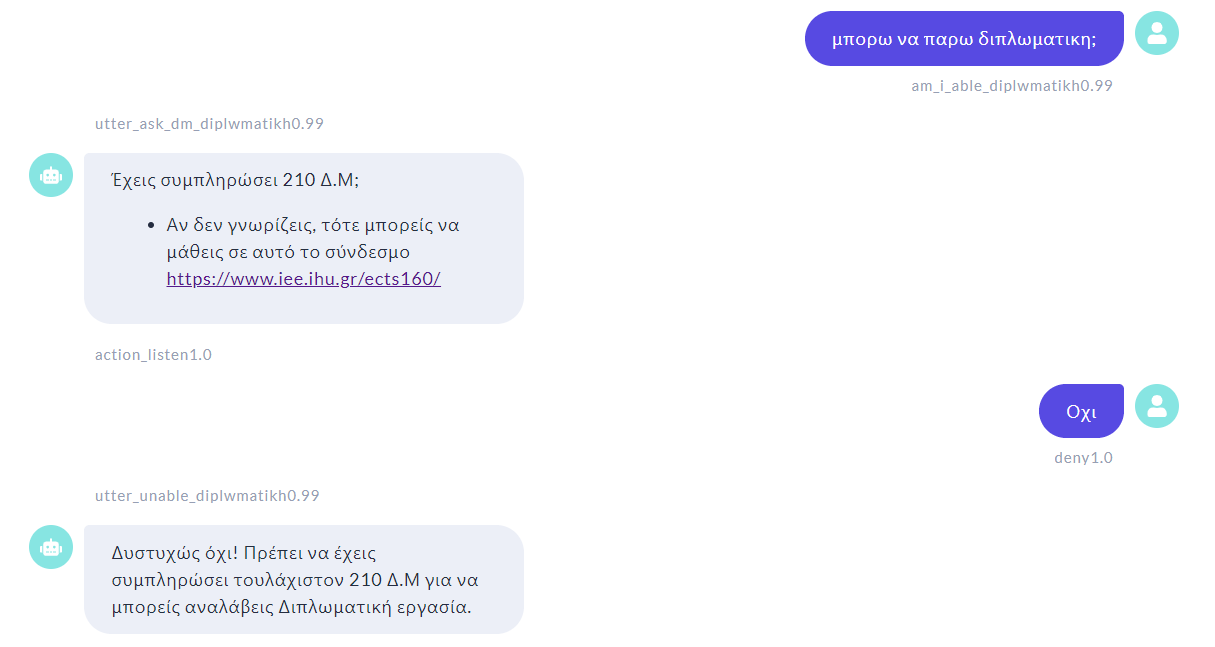 μπορω να παρω διπλωματικη;
am_i_able_diplwmatikh0.99
utter_ask_dm_diplwmatikh0.99
Έχεις συμπληρώσει 210 Δ.Μ;
• Αν δεν γνωρίζεις, τότε μπορείς να
μάθεις σε αυτό το σύνδεσμο
https://www.iee.ihu.gr/ects160/
action_listen1.0
Οχι
deny1.0
utter_unable_diplwmatikh0.99
Δυστυχώς όχι! Πρέπει να έχεις
συμπληρώσει τουλάχιστον 210 Δ.Μ για να
μπορείς αναλάβεις Διπλωματική εργασία.